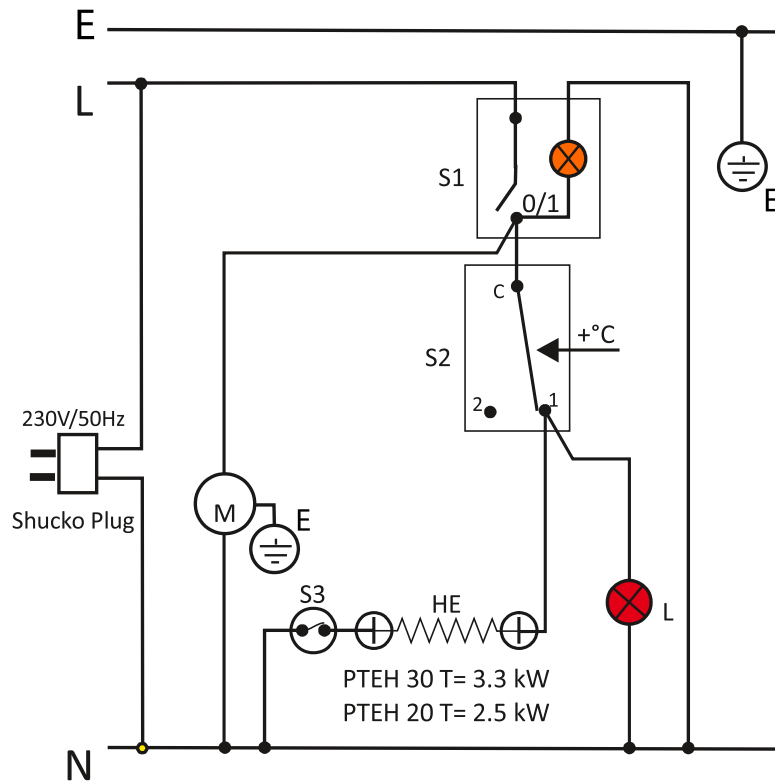 E
L
S1
0/1
E
C
+°C
S2
2
1
230V/50Hz
Shucko Plug
M
E
S3
HE
L
PTEH 30 T= 3.3 kW
PTEH 20 T= 2.5 kW
N